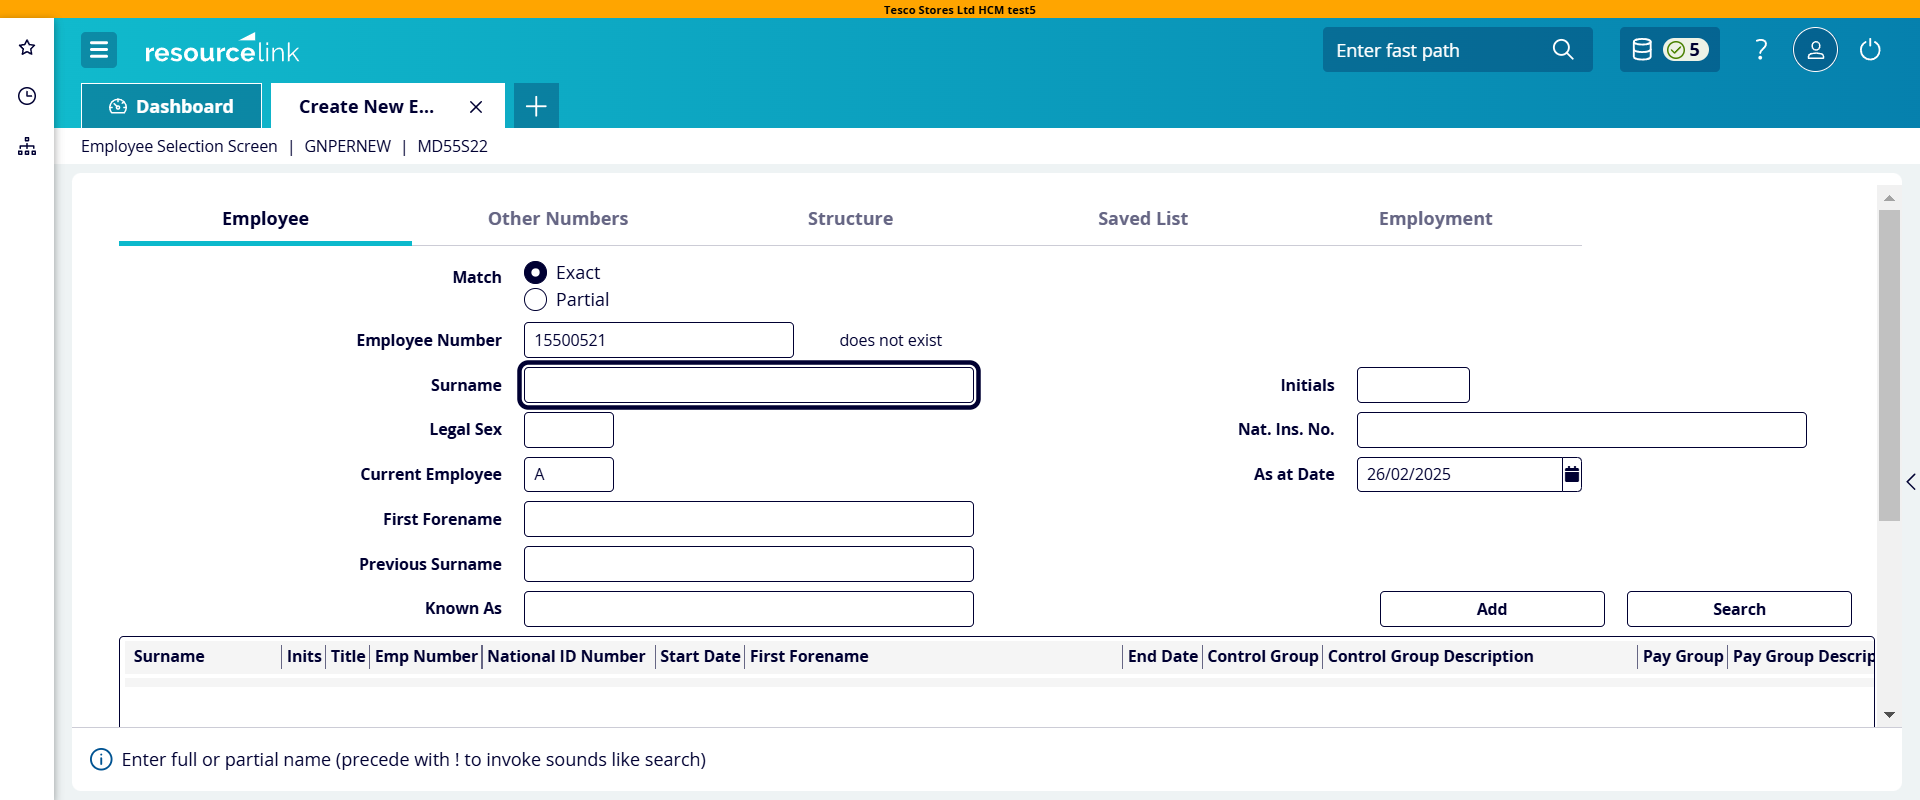 Tesco Stores Ltd HCM test5
resourcelink
Enter fast path
5
?
Dashboard
Create New E...
Employee Selection Screen | GNPERNEW | MD55S22
Employee
Other Numbers
Structure
Saved List
Employment
Match
Exact
Partial
Employee Number
15500521
does not exist
Surname
Initials
Legal Sex
Nat. Ins. No.
Current Employee
A
As at Date
26/02/2025
First Forename
Previous Surname
Known As
Add
Search
Surname Inits Title Emp Number National ID Number Start Date First Forename End Date Control Group Control Group Description Pay Group Pay Group Descrip
Enter full or partial name (precede with ! to invoke sounds like search)